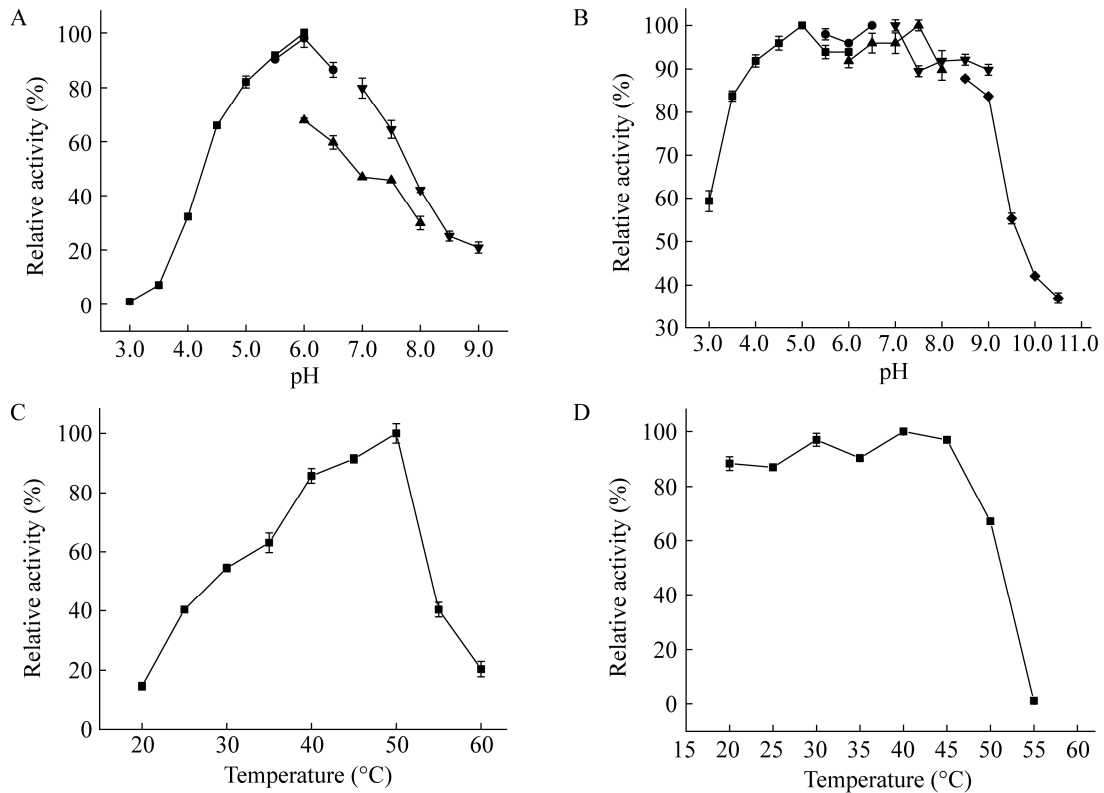 A
Relative activity (%)
100
80
60
40
20
0
3.0 4.0 5.0 6.0 7.0 8.0 9.0
pH
B
Relative activity (%)
100
90
80
70
60
50
40
30
3.0 4.0 5.0 6.0 7.0 8.0 9.0 10.0 11.0
pH
C
Relative activity (%)
100
80
60
40
20
0
20 30 40 50 60
Temperature (°C)
D
Relative activity (%)
100
80
60
40
20
0
15 20 25 30 35 40 45 50 55 60
Temperature (°C)